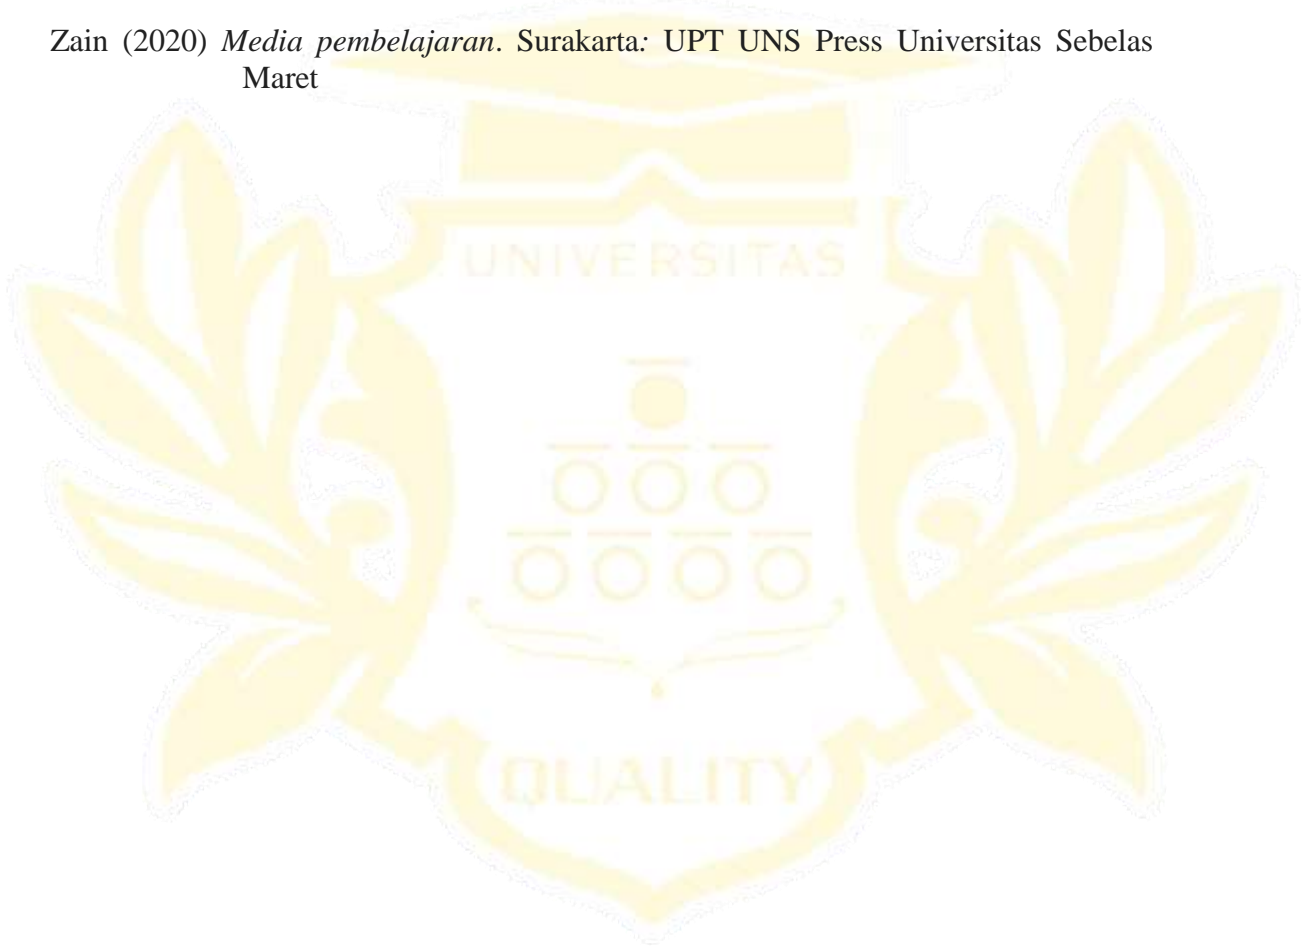 Zain (2020) Media pembelajaran. Surakarta: UPT UNS Press Universitas Sebelas
Maret
UNIVERSITAS
QUALITY